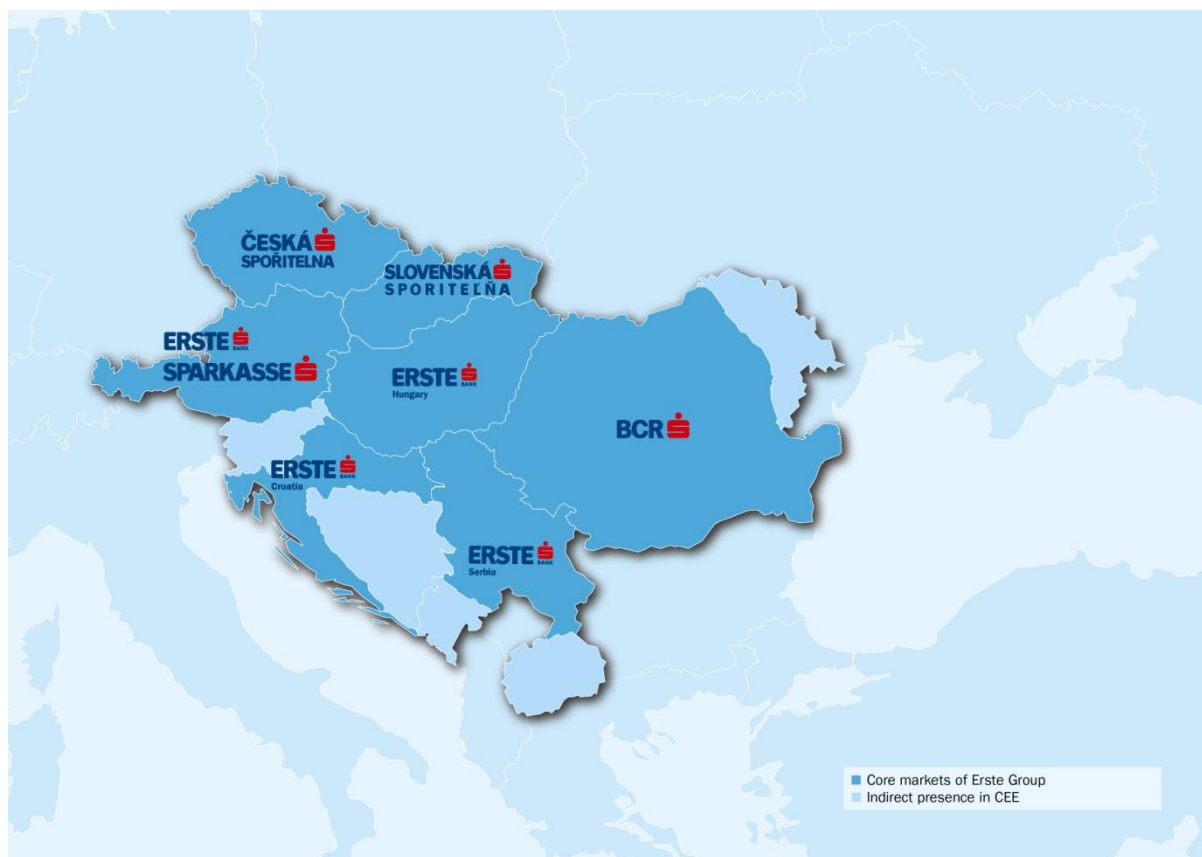 ČESKÁ
SPOŘITELNA
SLOVENSKÁ
SPORITEĽŇA
ERSTE
BANK
SPARKASSE
ERSTE
BANK
Hungary
BCR
ERSTE
BANK
Croatia
ERSTE
BANK
Serbia
Core markets of Erste Group
Indirect presence in CEE